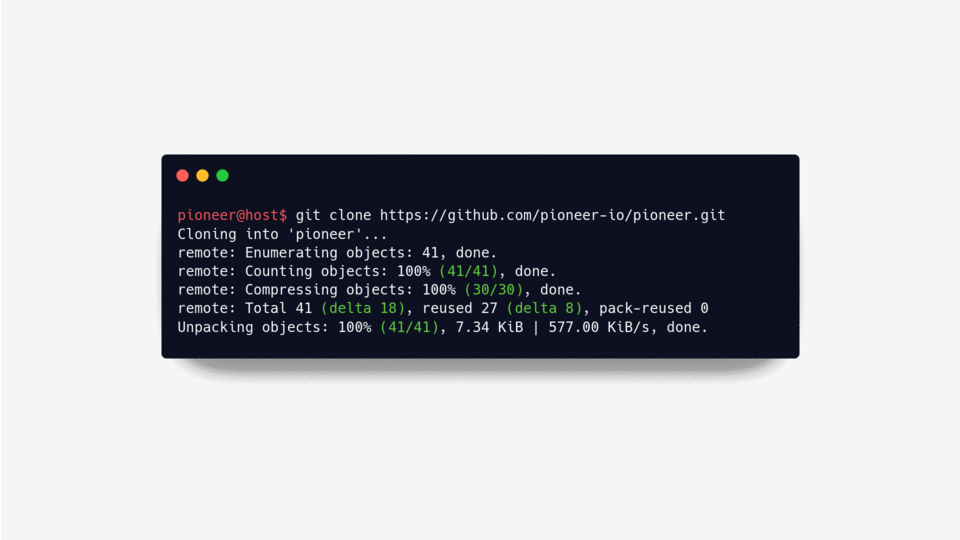 pioneer@host$ git clone https://github.com/pioneer-io/pioneer.git
Cloning into 'pioneer'...
remote: Enumerating objects: 41, done.
remote: Counting objects: 100% (41/41), done.
remote: Compressing objects: 100% (30/30), done.
remote: Total 41 (delta 18), reused 27 (delta 8), pack-reused 0
Unpacking objects: 100% (41/41), 7.34 KiB | 577.00 KiB/s, done.